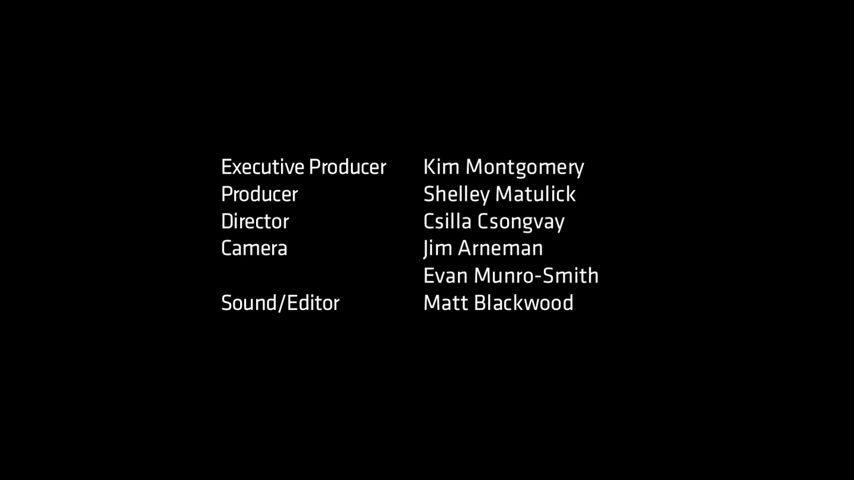 Executive Producer Kim Montgomery
Producer Shelley Matulick
Director Csilla Csongvay
Camera Jim Arneman
Evan Munro-Smith
Sound/Editor Matt Blackwood